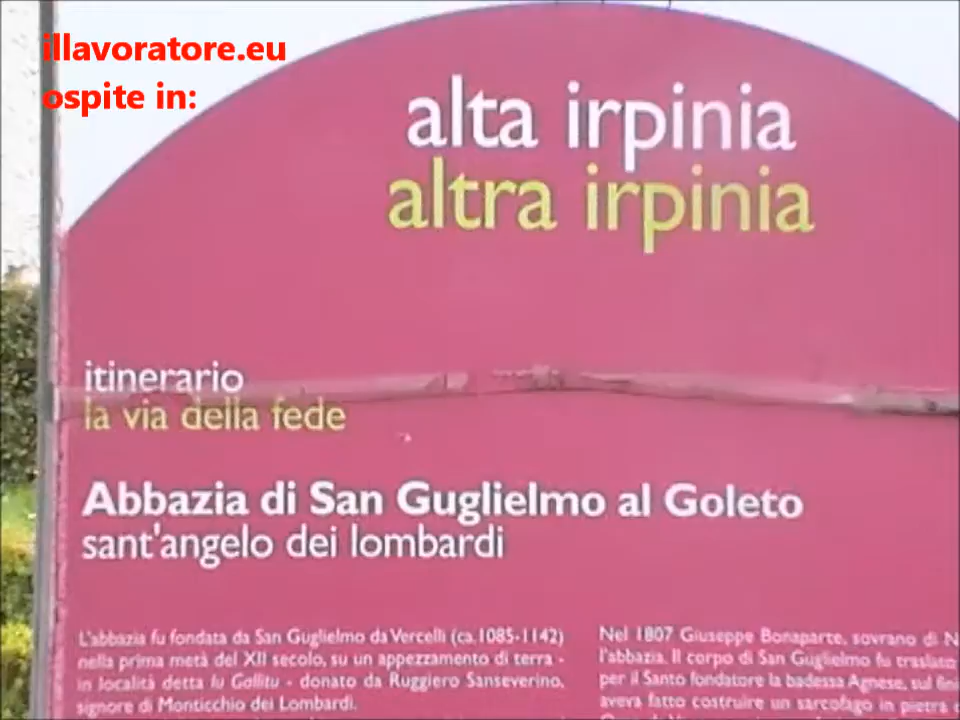 illavoratore.eu
ospite in:
alta irpinia
altra irpinia
itinerario
la via della fede
Abbazia di San Guglielmo al Goleto
sant'angelo dei lombardi
L'abbazia fu fondata da San Guglielmo da Vercelli (ca.1085-1142)
nella prima metà del XII secolo, su un appezzamento di terra -
in località detta lu Gallitu - donato da Ruggiero Sanseverino,
signore di Monticchio dei Lombardi.
Nel 1807 Giuseppe Bonaparte, sovrano di N
l'abbazia. Il corpo di San Guglielmo fu traslato
per il Santo fondatore la badessa Agnese, sul fini
aveva fatto costruire un sarcofago in pietra